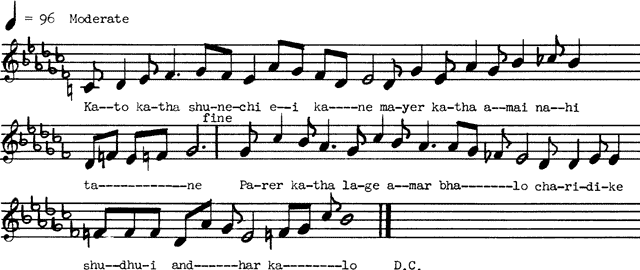 ♩ = 96 Moderate
Ka--to ka-tha shu-ne-chi e--i ka----ne ma-yer ka-tha a--mai na--hi
fine
ta------------ne Pa-rer ka-tha la-ge a--mar bha-------lo cha-ri-di-ke
shu--dhu-i and------har ka--------lo D.C.